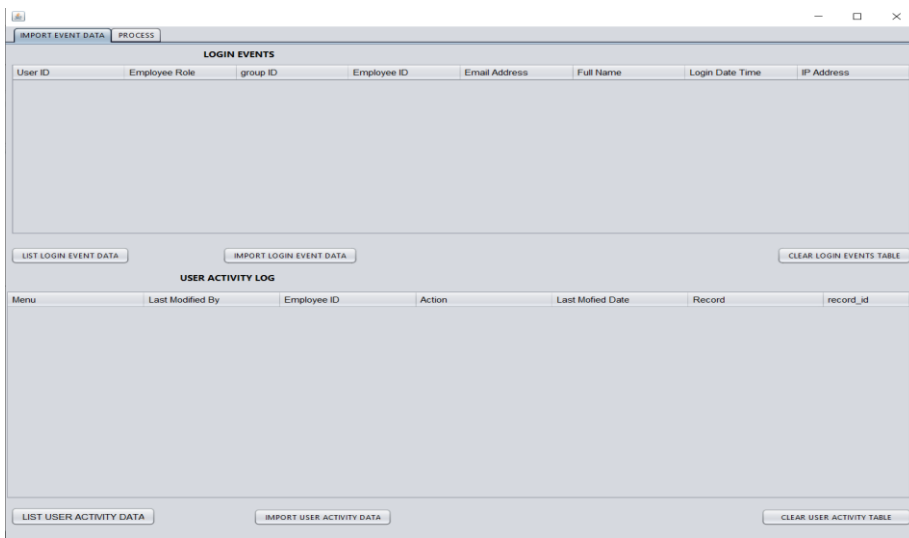 IMPORT EVENT DATA PROCESS
LOGIN EVENTS
User ID Employee Role group ID Employee ID Email Address Full Name Login Date Time IP Address
LIST LOGIN EVENT DATA IMPORT LOGIN EVENT DATA CLEAR LOGIN EVENTS TABLE
USER ACTIVITY LOG
Menu Last Modified By Employee ID Action Last Mofied Date Record record_id
LIST USER ACTIVITY DATA IMPORT USER ACTIVITY DATA CLEAR USER ACTIVITY TABLE